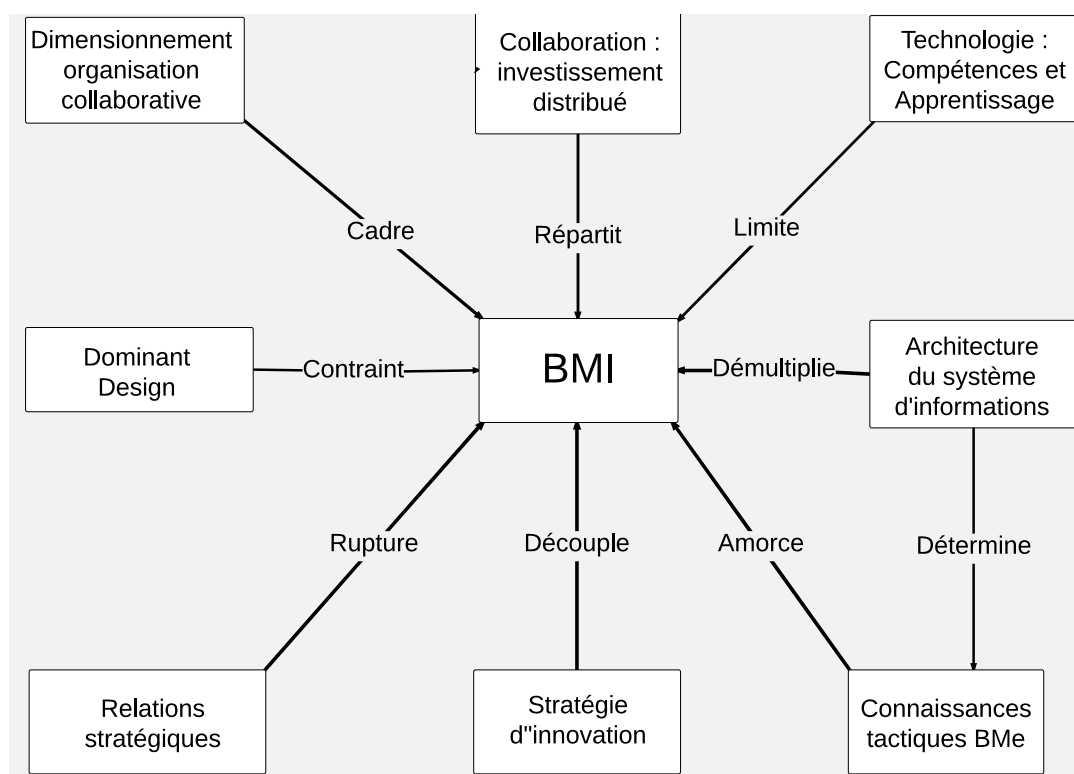 Dimensionnement
organisation
collaborative
Collaboration :
investissement
distribué
Technologie :
Compétences et
Apprentissage
Cadre
Répartit
Limite
Dominant
Design
Contraint
BMI
Démultiplie
Architecture
du système
d'informations
Rupture
Découple
Amorce
Détermine
Relations
stratégiques
Stratégie
d"innovation
Connaissances
tactiques BMe